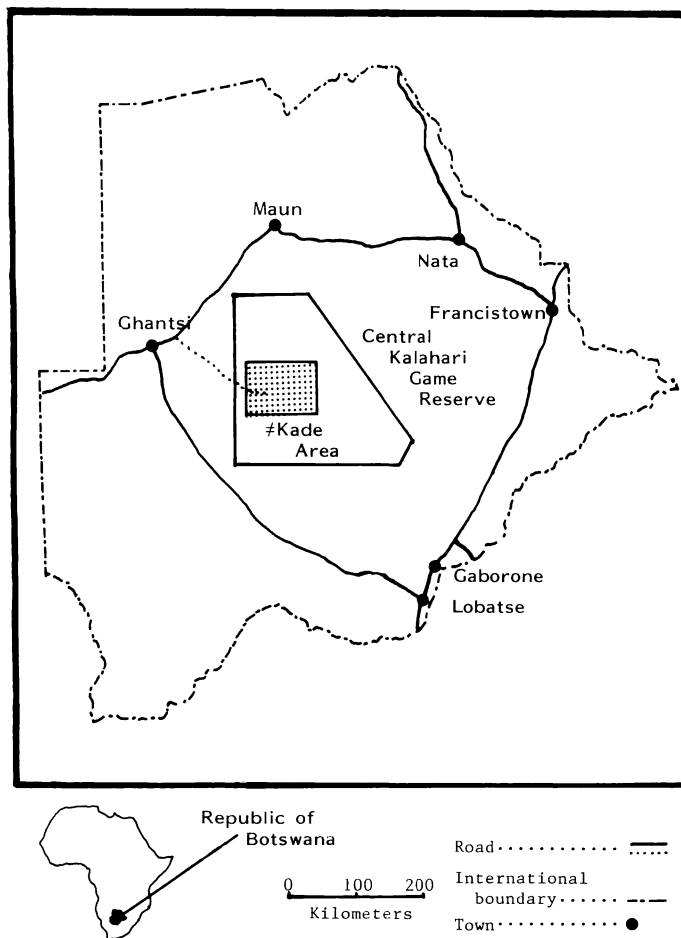 Maun
Nata
Ghantsi
Francistown
Central
Kalahari
Game
Reserve
≠Kade
Area
Gaborone
Lobatse
Republic of
Botswana
0 100 200
Kilometers
Road
International
boundary
Town